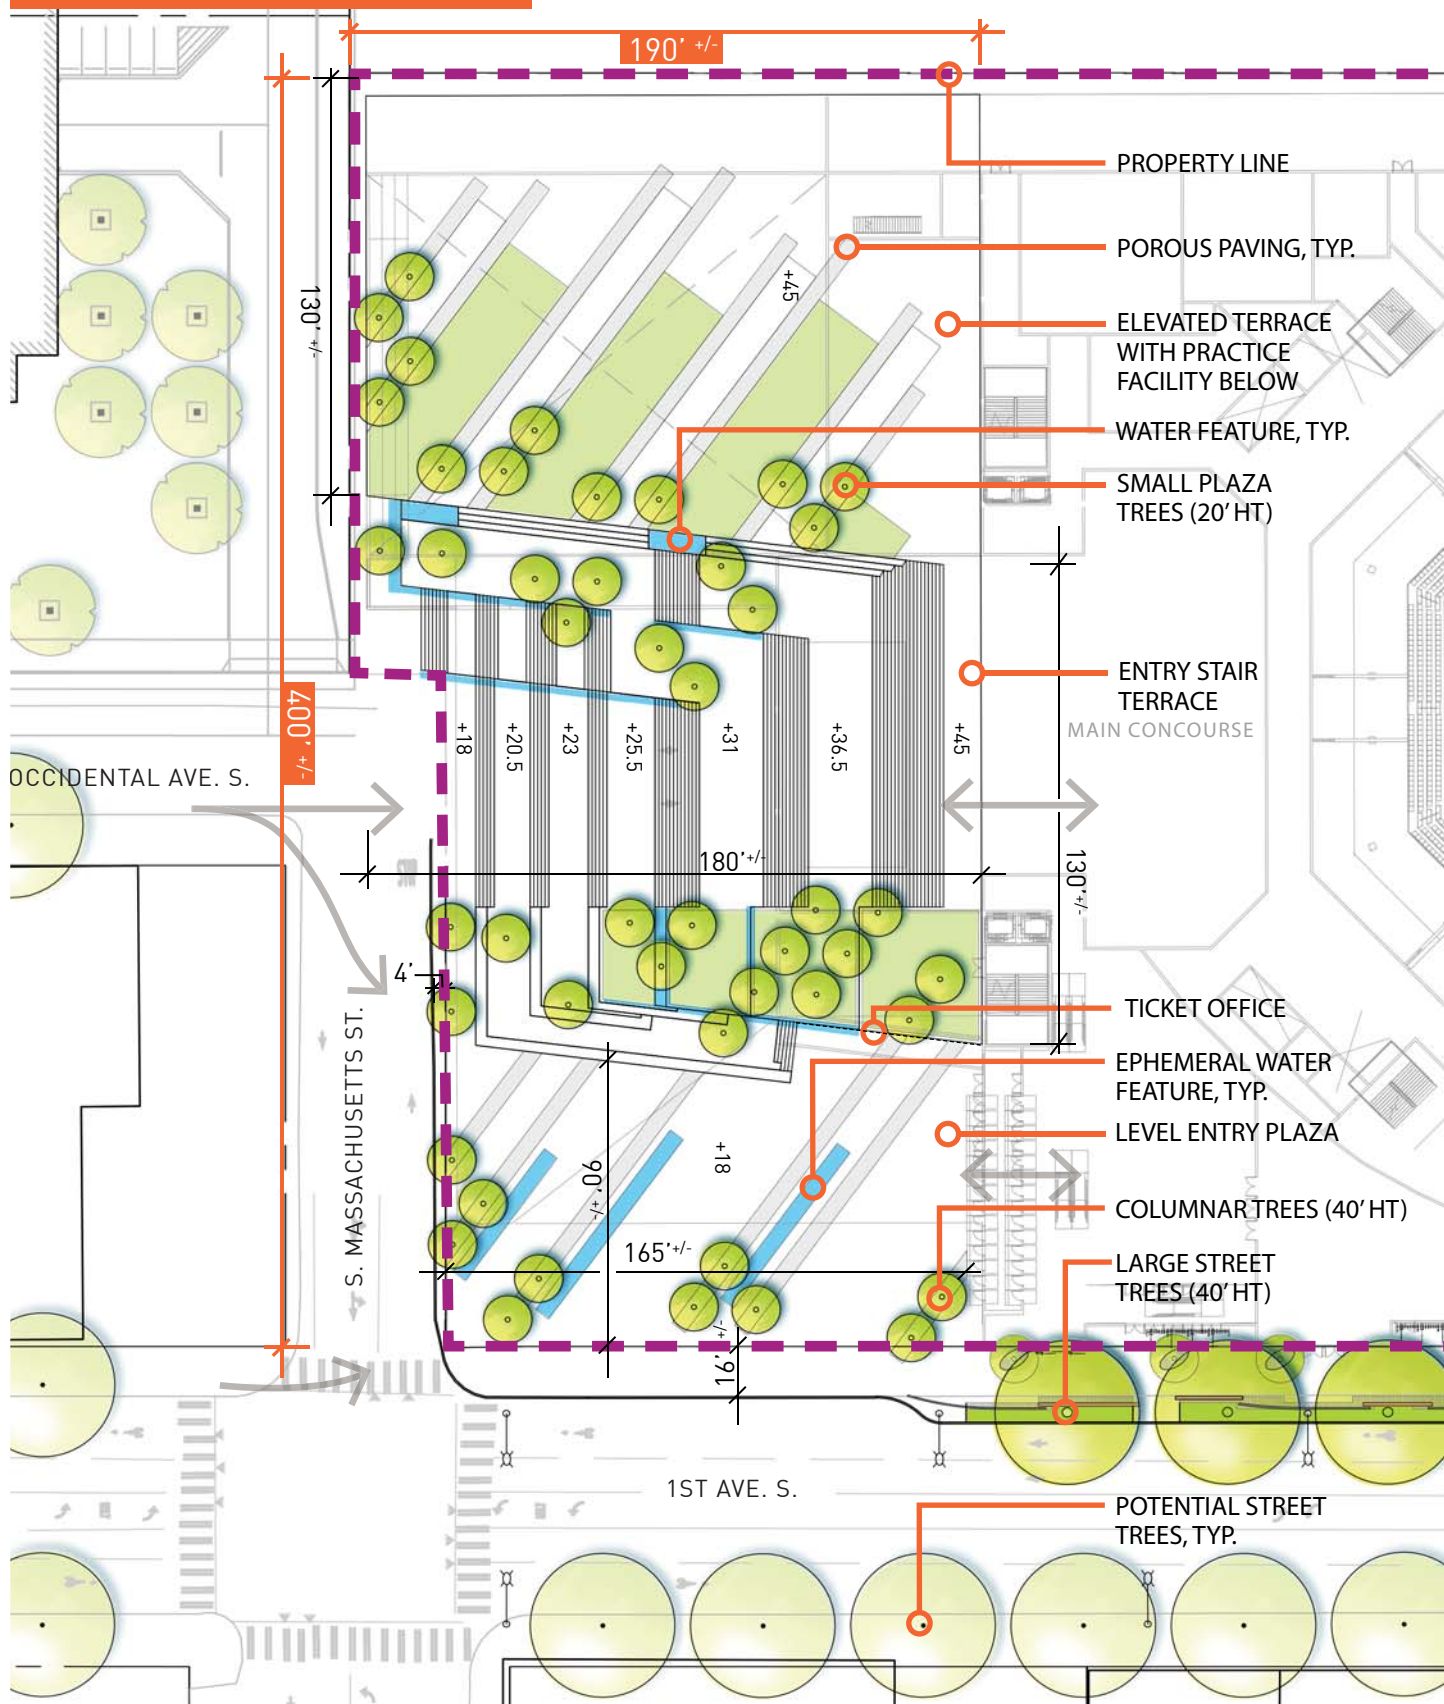 190' +/-
PROPERTY LINE
POROUS PAVING, TYP.
+45
130' +/-
ELEVATED TERRACE
WITH PRACTICE
FACILITY BELOW
WATER FEATURE, TYP.
SMALL PLAZA
TREES (20' HT)
ENTRY STAIR
TERRACE
MAIN CONCOURSE
400' +/-
+18
+20.5
+23
+25.5
+31
+36.5
+45
OCCIDENTAL AVE. S.
180' +/-
130' +/-
4'
TICKET OFFICE
S. MASSACHUSETTS ST.
EPHEMERAL WATER
FEATURE, TYP.
LEVEL ENTRY PLAZA
+18
90' +/-
COLUMNAR TREES (40' HT)
165' +/-
LARGE STREET
TREES (40' HT)
19' +/-
1ST AVE. S.
POTENTIAL STREET
TREES, TYP.